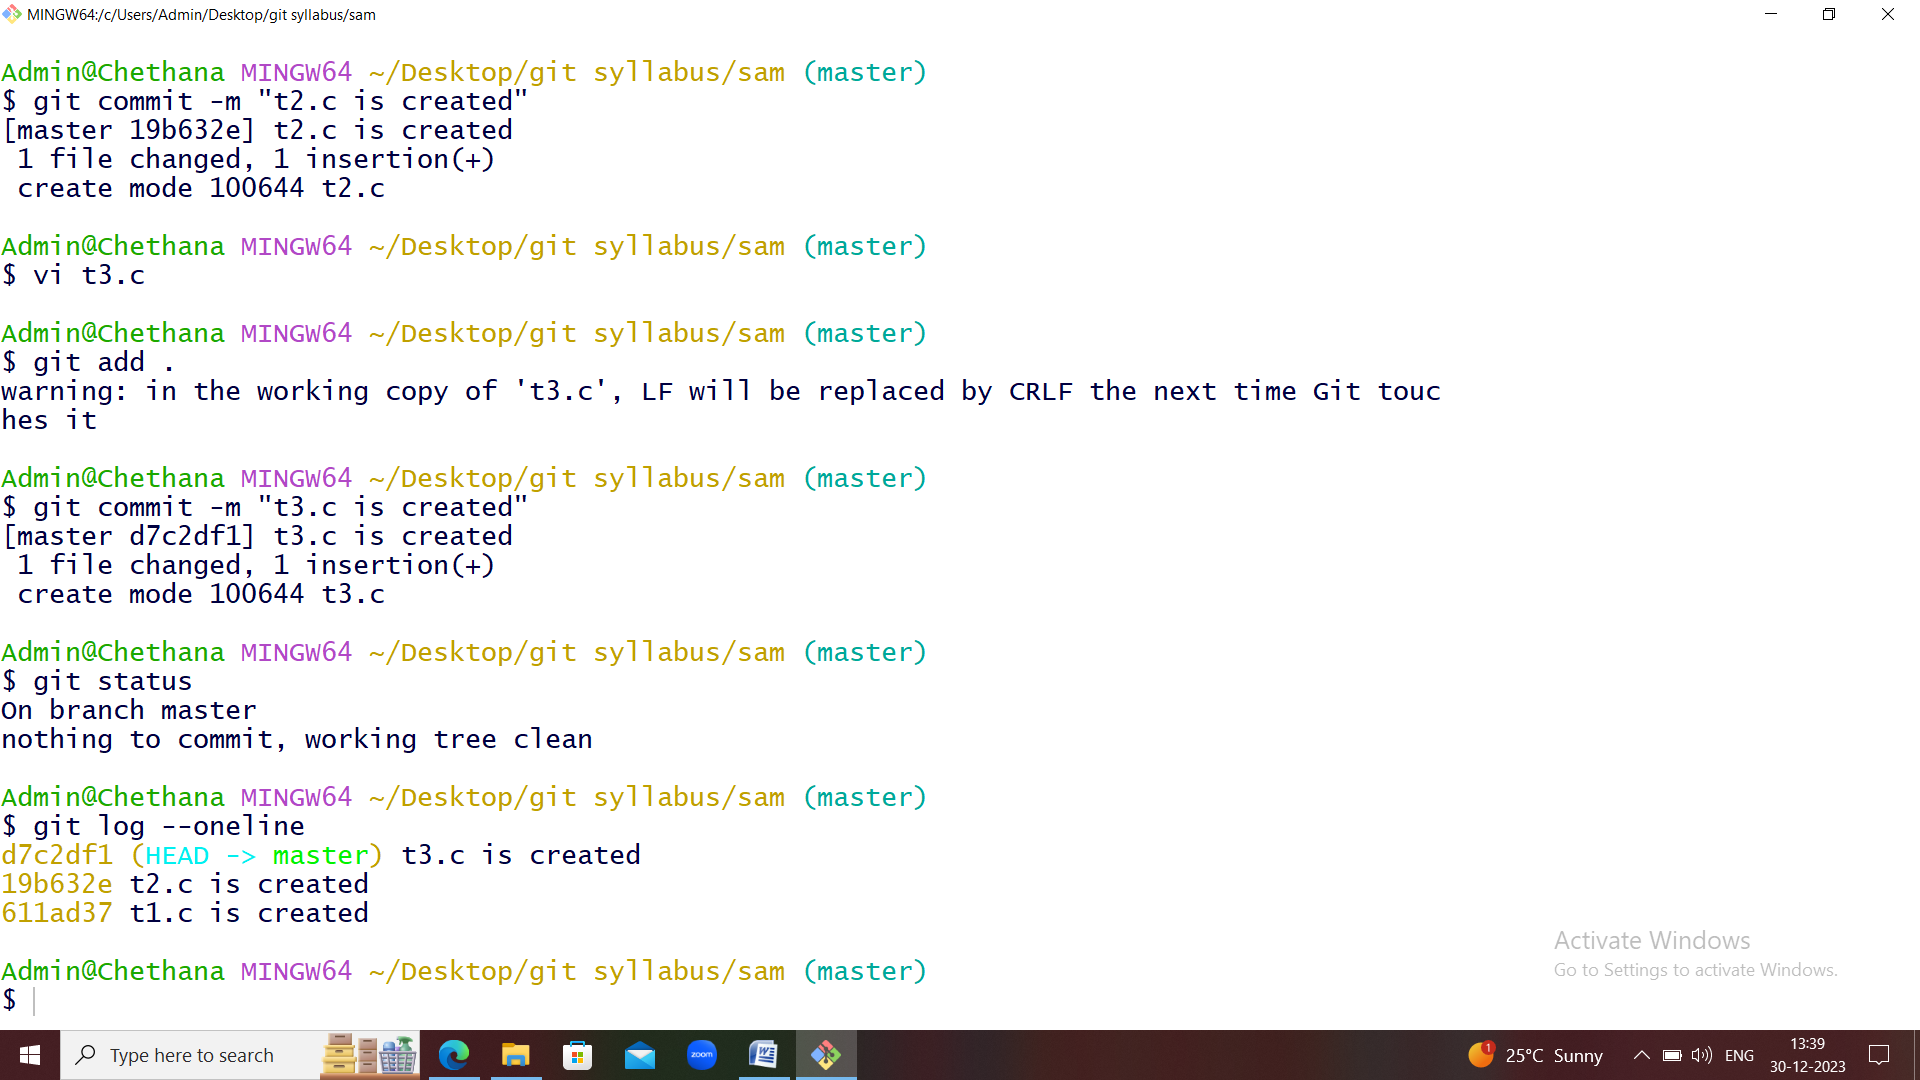 MINGW64:/c/Users/Admin/Desktop/git syllabus/sam
Admin@Chethana MINGW64 ~/Desktop/git syllabus/sam (master)
$ git commit -m "t2.c is created"
[master 19b632e] t2.c is created
 1 file changed, 1 insertion(+)
 create mode 100644 t2.c
Admin@Chethana MINGW64 ~/Desktop/git syllabus/sam (master)
$ vi t3.c
Admin@Chethana MINGW64 ~/Desktop/git syllabus/sam (master)
$ git add .
warning: in the working copy of 't3.c', LF will be replaced by CRLF the next time Git touc
hes it
Admin@Chethana MINGW64 ~/Desktop/git syllabus/sam (master)
$ git commit -m "t3.c is created"
[master d7c2df1] t3.c is created
 1 file changed, 1 insertion(+)
 create mode 100644 t3.c
Admin@Chethana MINGW64 ~/Desktop/git syllabus/sam (master)
$ git status
On branch master
nothing to commit, working tree clean
Admin@Chethana MINGW64 ~/Desktop/git syllabus/sam (master)
$ git log --oneline
d7c2df1 (HEAD -> master) t3.c is created
19b632e t2.c is created
611ad37 t1.c is created
Admin@Chethana MINGW64 ~/Desktop/git syllabus/sam (master)
$
Activate Windows
Go to Settings to activate Windows.
Type here to search
zoom
1
25°C Sunny
ENG
13:39
30-12-2023